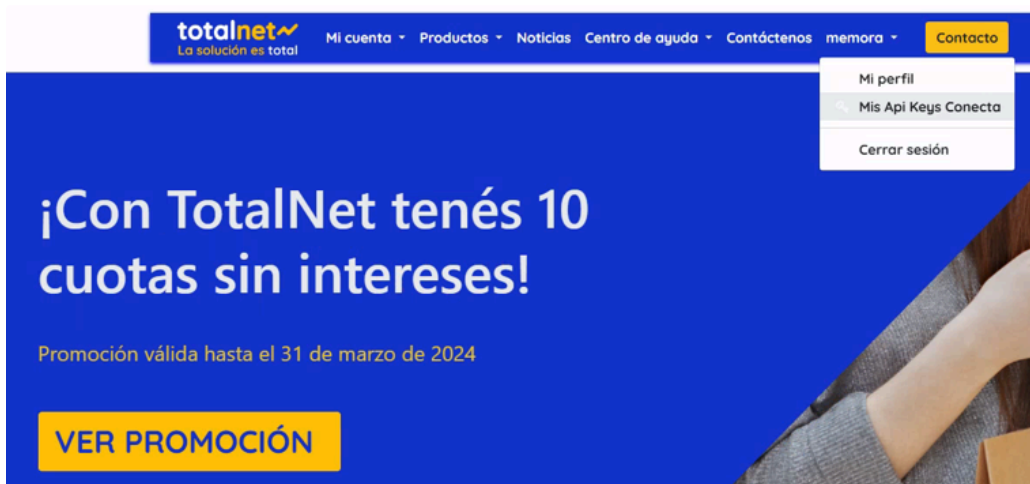 totalnet
La solución es total
Mi cuenta Productos Noticias Centro de ayuda Contáctenos memora Contacto
Mi perfil
Mis Api Keys Conecta
Cerrar sesión
¡Con TotalNet tenés 10
cuotas sin intereses!
Promoción válida hasta el 31 de marzo de 2024
VER PROMOCIÓN